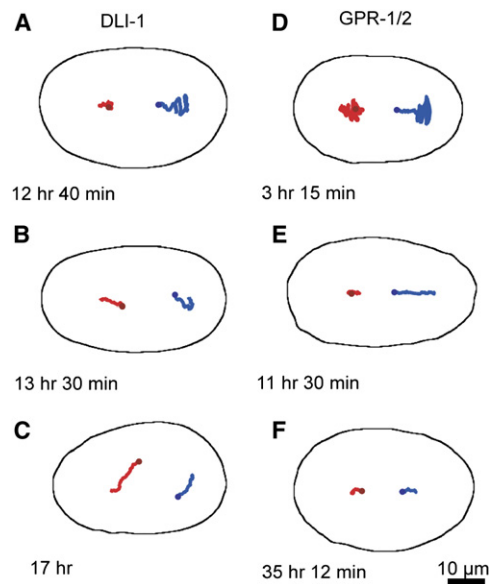 A DLI-1 D GPR-1/2
12 hr 40 min 3 hr 15 min
B E
13 hr 30 min 11 hr 30 min
C F
17 hr 35 hr 12 min 10 μm